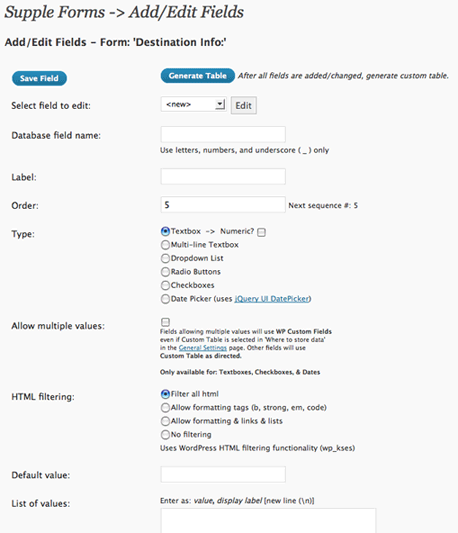 Supple Forms -> Add/Edit Fields
Add/Edit Fields – Form: 'Destination Info:'
Save Field
Generate Table After all fields are added/changed, generate custom table.
Select field to edit: <new> Edit
Database field name:
Use letters, numbers, and underscore ( _ ) only
Label:
Order: 5 Next sequence #: 5
Type: Textbox -> Numeric?
Multi-line Textbox
Dropdown List
Radio Buttons
Checkboxes
Date Picker (uses jQuery UI DatePicker)
Allow multiple values:
Fields allowing multiple values will use WP Custom Fields
even if Custom Table is selected in 'Where to store data'
in the General Settings page. Other fields will use
Custom Table as directed.
Only available for: Textboxes, Checkboxes, & Dates
HTML filtering: Filter all html
Allow formatting tags (b, strong, em, code)
Allow formatting & links & lists
No filtering
Uses WordPress HTML filtering functionality (wp_kses)
Default value:
List of values: Enter as: value, display label [new line (\n)]